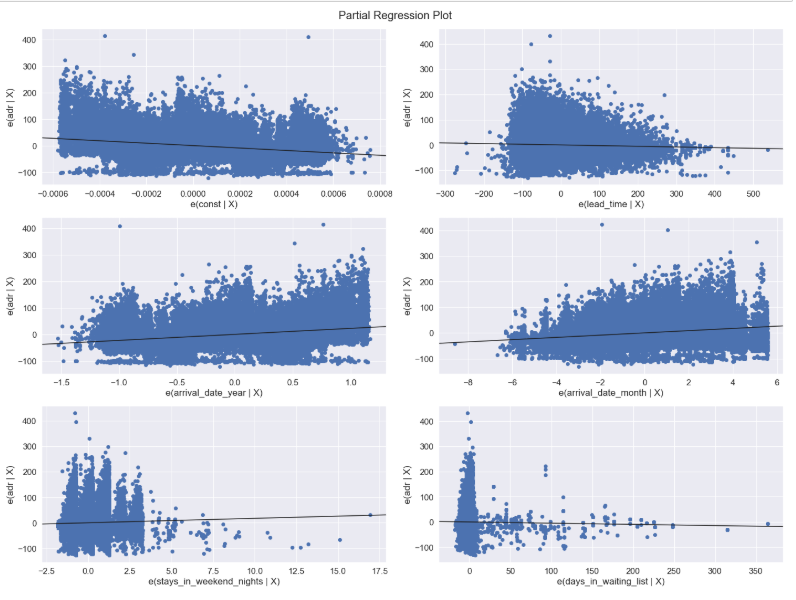 Partial Regression Plot
e(adr | X)
400
300
200
100
0
−100
−0.0006 −0.0004 −0.0002 0.0000 0.0002 0.0004 0.0006 0.0008
e(const | X)
e(adr | X)
400
300
200
100
0
−100
−300 −200 −100 0 100 200 300 400 500
e(lead_time | X)
e(adr | X)
400
300
200
100
0
−100
−1.5 −1.0 −0.5 0.0 0.5 1.0
e(arrival_date_year | X)
e(adr | X)
400
300
200
100
0
−100
−8 −6 −4 −2 0 2 4 6
e(arrival_date_month | X)
e(adr | X)
400
300
200
100
0
−100
−2.5 0.0 2.5 5.0 7.5 10.0 12.5 15.0 17.5
e(stays_in_weekend_nights | X)
e(adr | X)
400
300
200
100
0
−100
0 50 100 150 200 250 300 350
e(days_in_waiting_list | X)